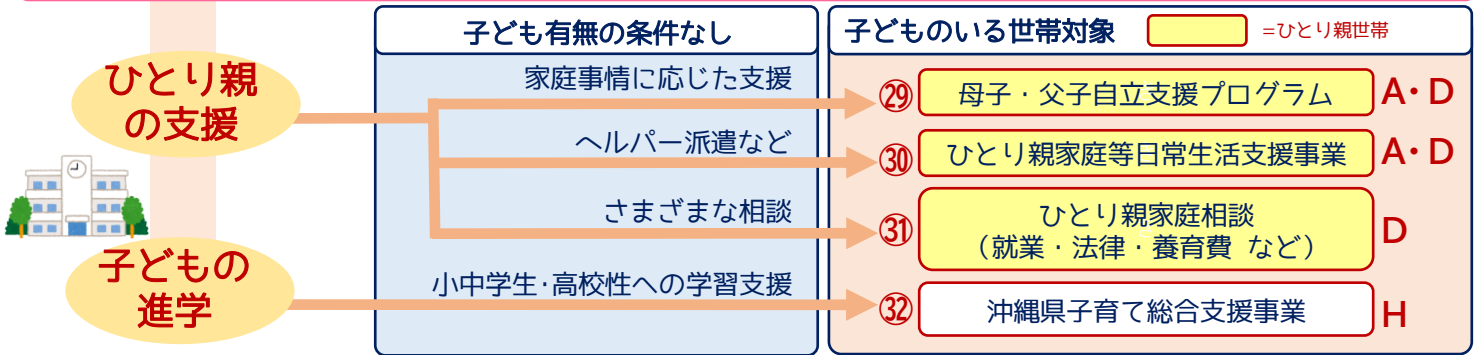 子ども有無の条件なし
子どものいる世帯対象
=ひとり親世帯
ひとり親
の支援
家庭事情に応じた支援
㉙ 母子・父子自立支援プログラム A・D
ヘルパー派遣など
㉚ ひとり親家庭等日常生活支援事業 A・D
さまざまな相談
㉛ ひとり親家庭相談
（就業・法律・養育費 など） D
子どもの
進学
小中学生・高校性への学習支援
㉜ 沖縄県子育て総合支援事業 H